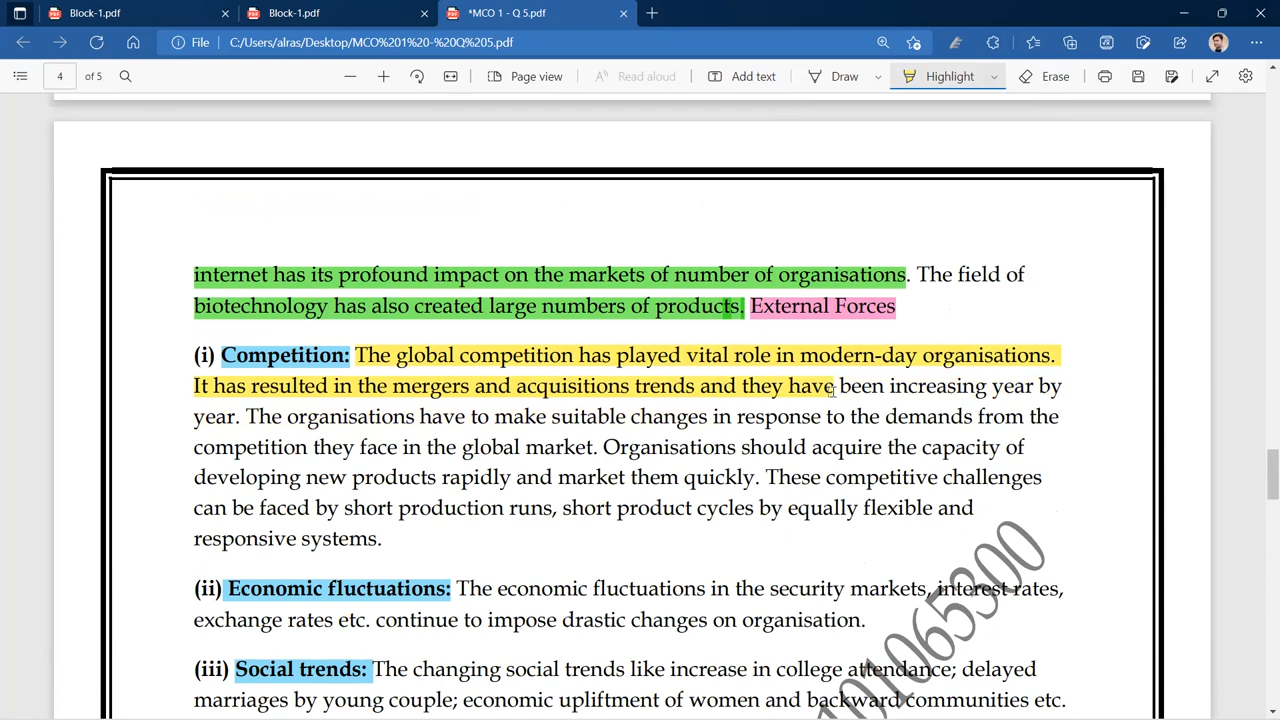 Block-1.pdf
Block-1.pdf
*MCO 1 - Q 5.pdf
File
C:/Users/alras/Desktop/MCO%201%20-%20Q%205.pdf
4
of 5
Page view
Read aloud
Add text
Draw
Highlight
Erase
internet has its profound impact on the markets of number of organisations. The field of
biotechnology has also created large numbers of products. External Forces
(i) Competition: The global competition has played vital role in modern-day organisations.
It has resulted in the mergers and acquisitions trends and they have been increasing year by
year. The organisations have to make suitable changes in response to the demands from the
competition they face in the global market. Organisations should acquire the capacity of
developing new products rapidly and market them quickly. These competitive challenges
can be faced by short production runs, short product cycles by equally flexible and
responsive systems.
(ii) Economic fluctuations: The economic fluctuations in the security markets, interest rates,
exchange rates etc. continue to impose drastic changes on organisation.
(iii) Social trends: The changing social trends like increase in college attendance; delayed
marriages by young couple; economic upliftment of women and backward communities etc.
101065300